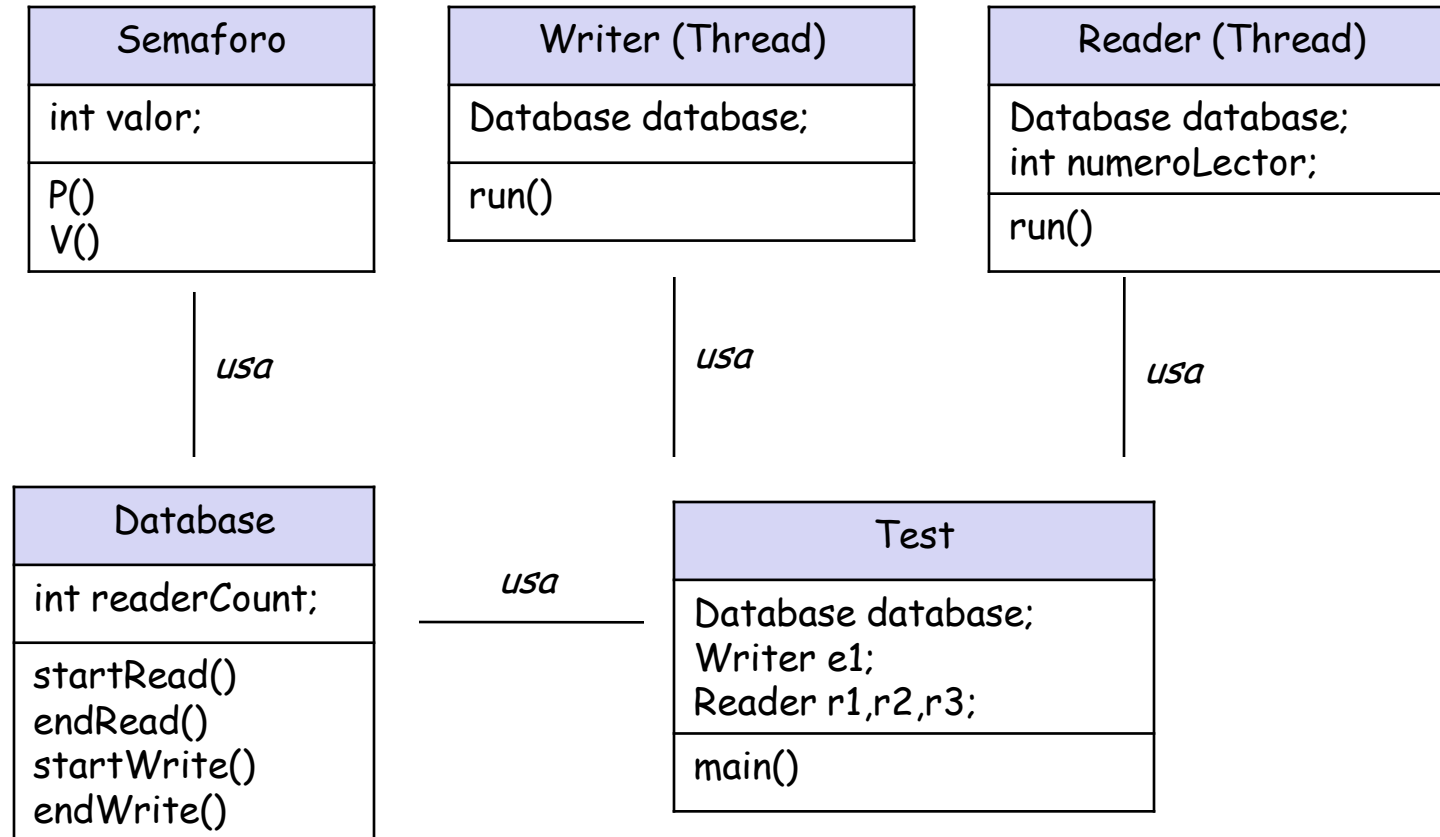 Semaforo
int valor;
P()
V()
Writer (Thread)
Database database;
run()
Reader (Thread)
Database database;
int numeroLector;
run()
usa
usa
usa
Database
int readerCount;
startRead()
endRead()
startWrite()
endWrite()
usa
Test
Database database;
Writer e1;
Reader r1,r2,r3;
main()